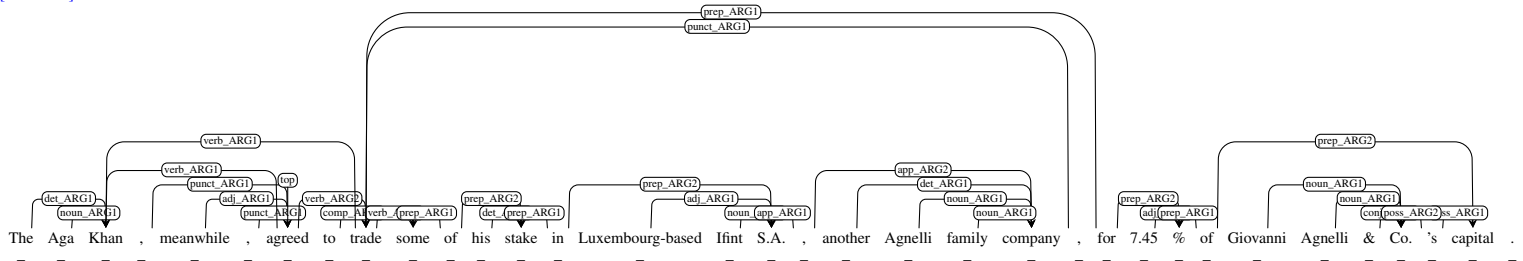 prep_ARG1
punct_ARG1
verb_ARG1 prep_ARG2
verb_ARG1 app_ARG2
punct_ARG1 top prep_ARG2 det_ARG1 noun_ARG1
det_ARG1 adj_ARG1 verb_ARG2 prep_ARG2 adj_ARG1 noun_ARG1 prep_ARG2 noun_ARG1
noun_ARG1 punct_ARG1 prep_ARG1 prep_ARG1 app_ARG1 noun_ARG1 prep_ARG1 poss_ARG2
The Aga Khan , meanwhile , agreed to trade some of his stake in Luxembourg-based Ifint S.A. , another Agnelli family company , for 7.45 % of Giovanni Agnelli & Co. 's capital .